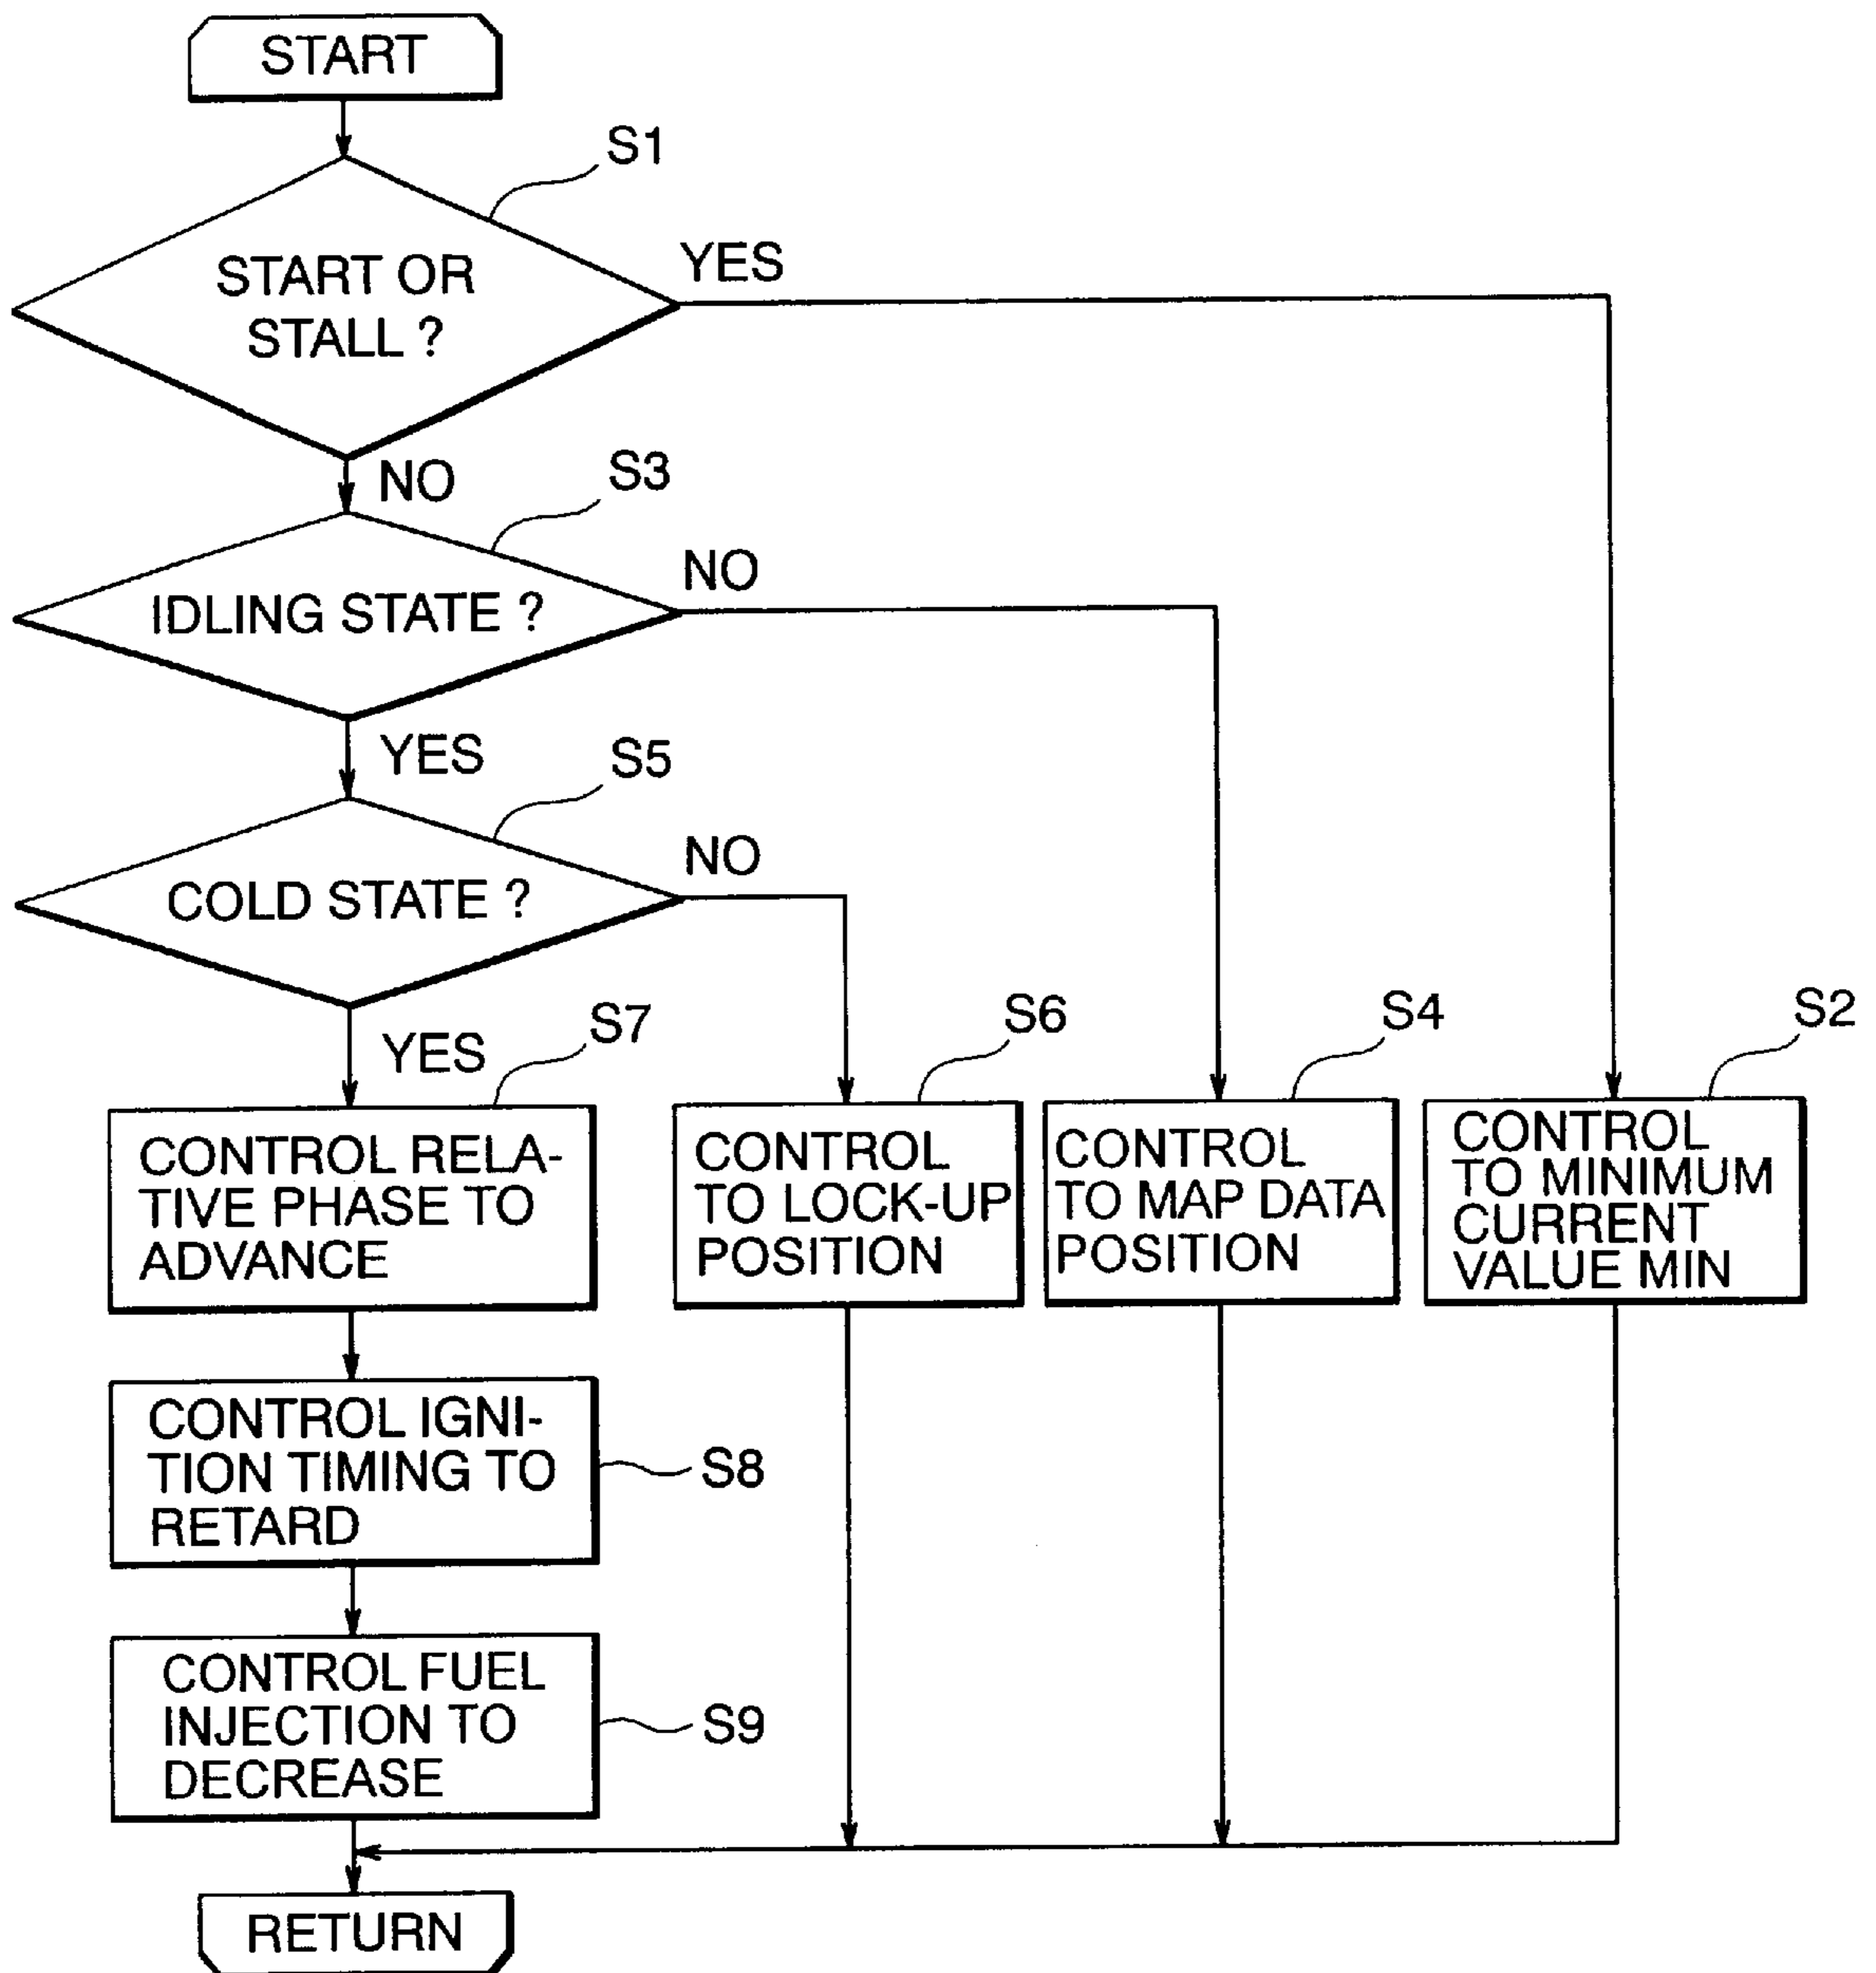 START
S1
START OR
STALL ?
YES
NO
S3
IDLING STATE ?
NO
YES
S5
COLD STATE ?
NO
YES
S7
S6
S4
S2
CONTROL RELA-
TIVE PHASE TO
ADVANCE
CONTROL
TO LOCK-UP
POSITION
CONTROL
TO MAP DATA
POSITION
CONTROL
TO MINIMUM
CURRENT
VALUE MIN
CONTROL IGNI-
TION TIMING TO
RETARD
S8
CONTROL FUEL
INJECTION TO
DECREASE
S9
RETURN